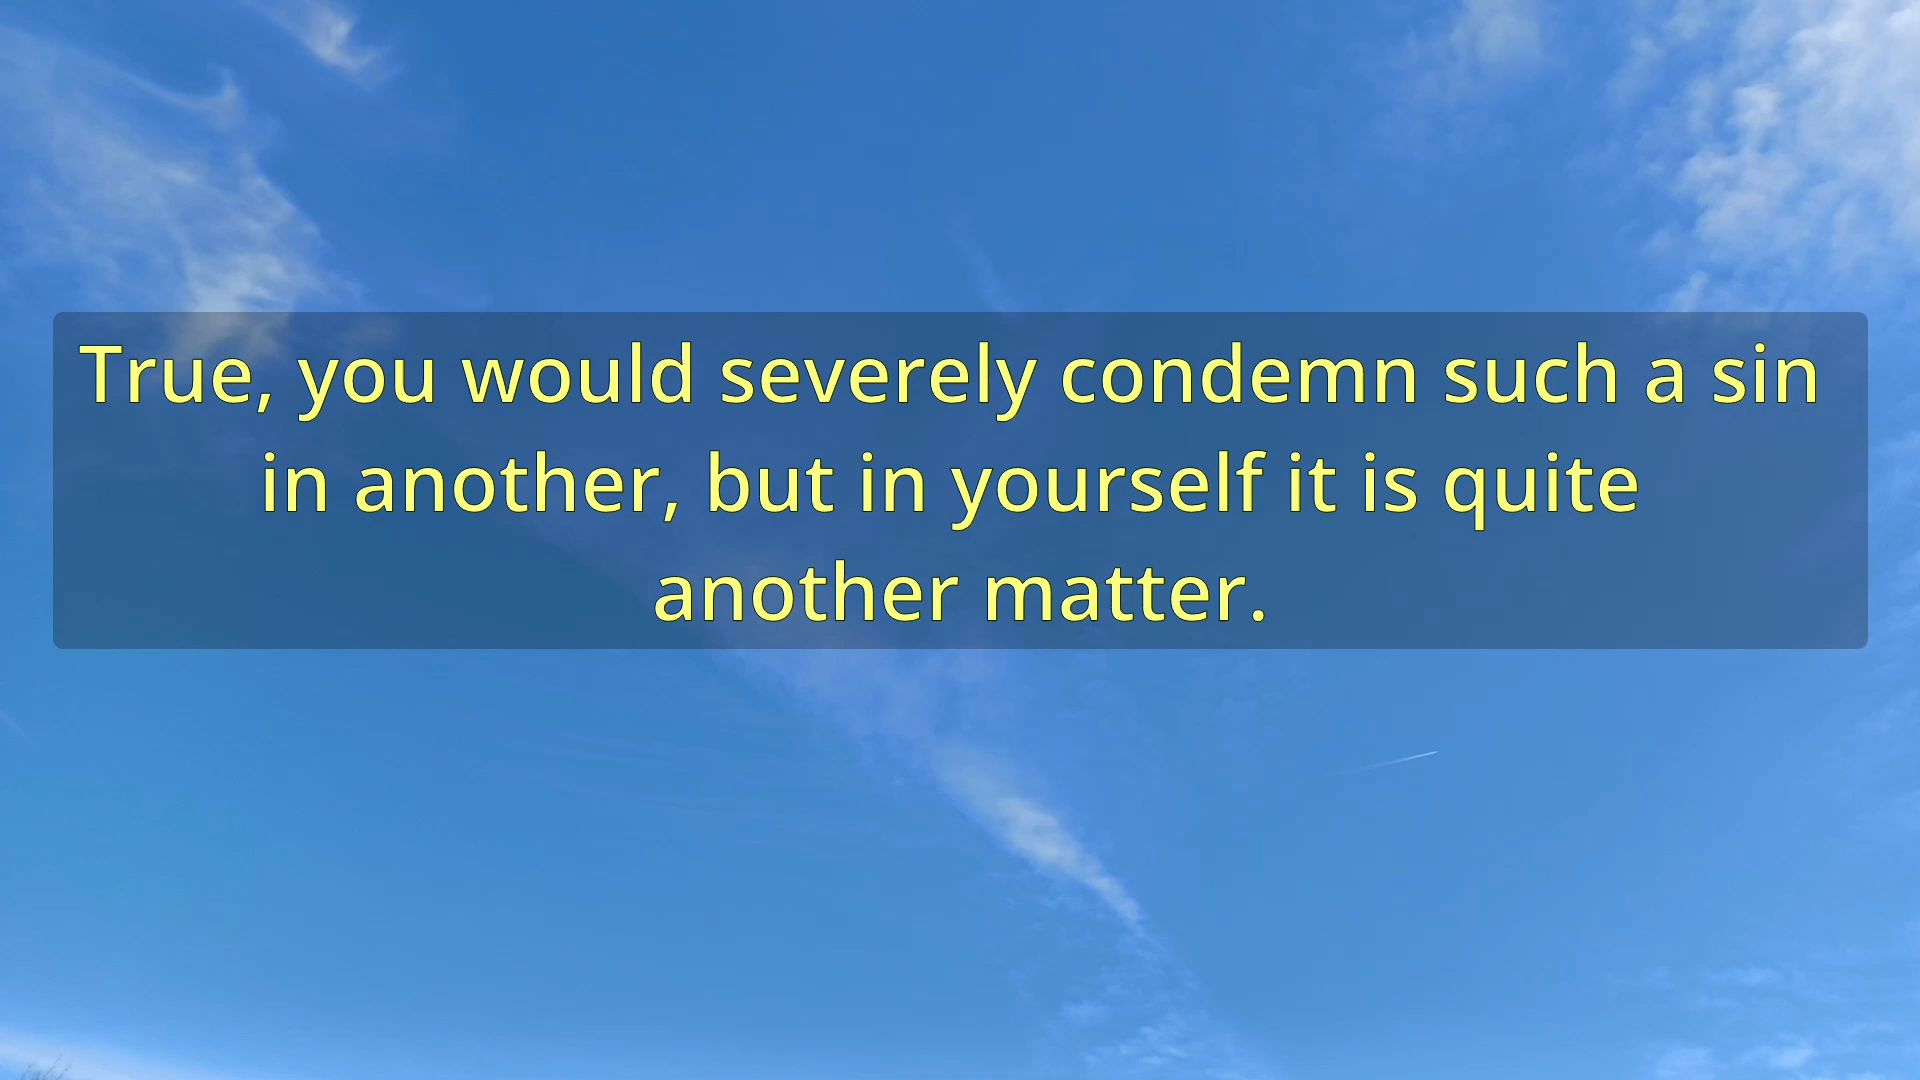 True, you would severely condemn such a sin
in another, but in yourself it is quite
another matter.